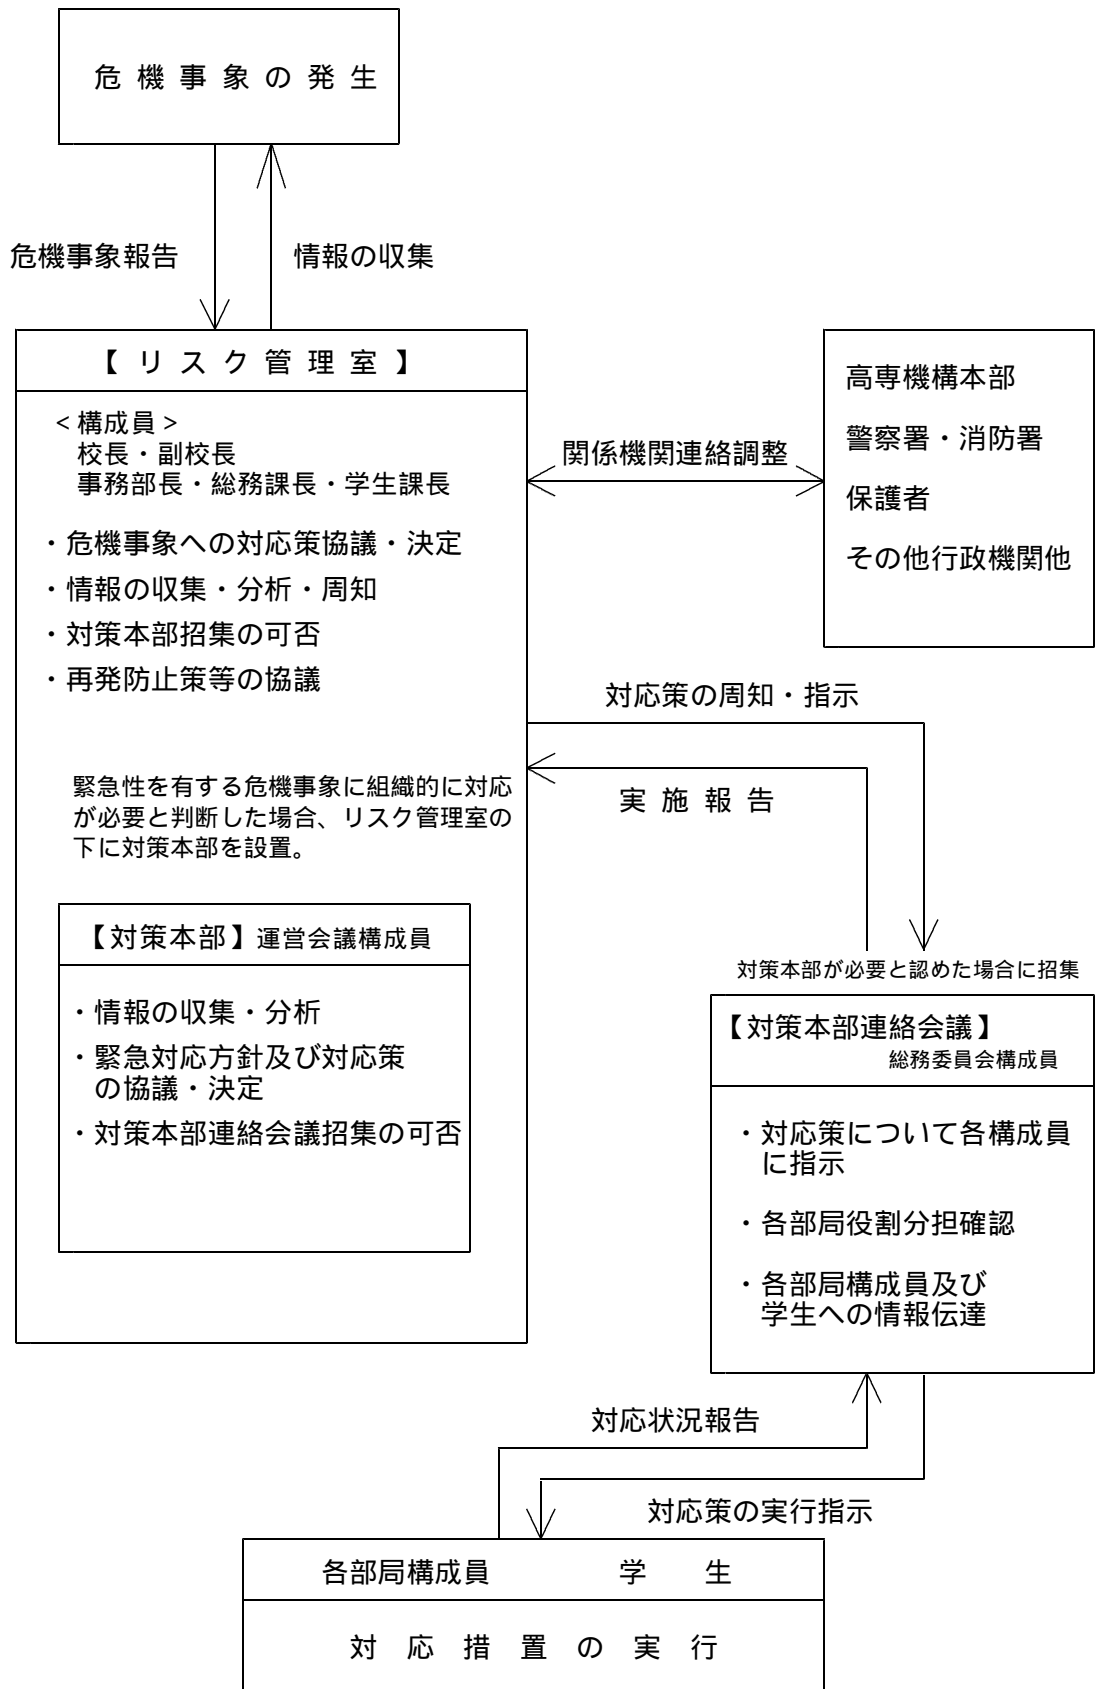 危機事象の発生
危機事象報告
情報の収集
【リスク管理室】
＜構成員＞
校長・副校長
事務部長・総務課長・学生課長
・危機事象への対応策協議・決定
・情報の収集・分析・周知
・対策本部招集の可否
・再発防止策等の協議
緊急性を有する危機事象に組織的に対応
が必要と判断した場合、リスク管理室の
下に対策本部を設置。
【対策本部】運営会議構成員
・情報の収集・分析
・緊急対応方針及び対応策
の協議・決定
・対策本部連絡会議招集の可否
関係機関連絡調整
高専機構本部
警察署・消防署
保護者
その他行政機関他
対応策の周知・指示
実施報告
対策本部が必要と認めた場合に招集
【対策本部連絡会議】
総務委員会構成員
・対応策について各構成員
に指示
・各部局役割分担確認
・各部局構成員及び
学生への情報伝達
対応状況報告
対応策の実行指示
各部局構成員　学　生
対応措置の実行